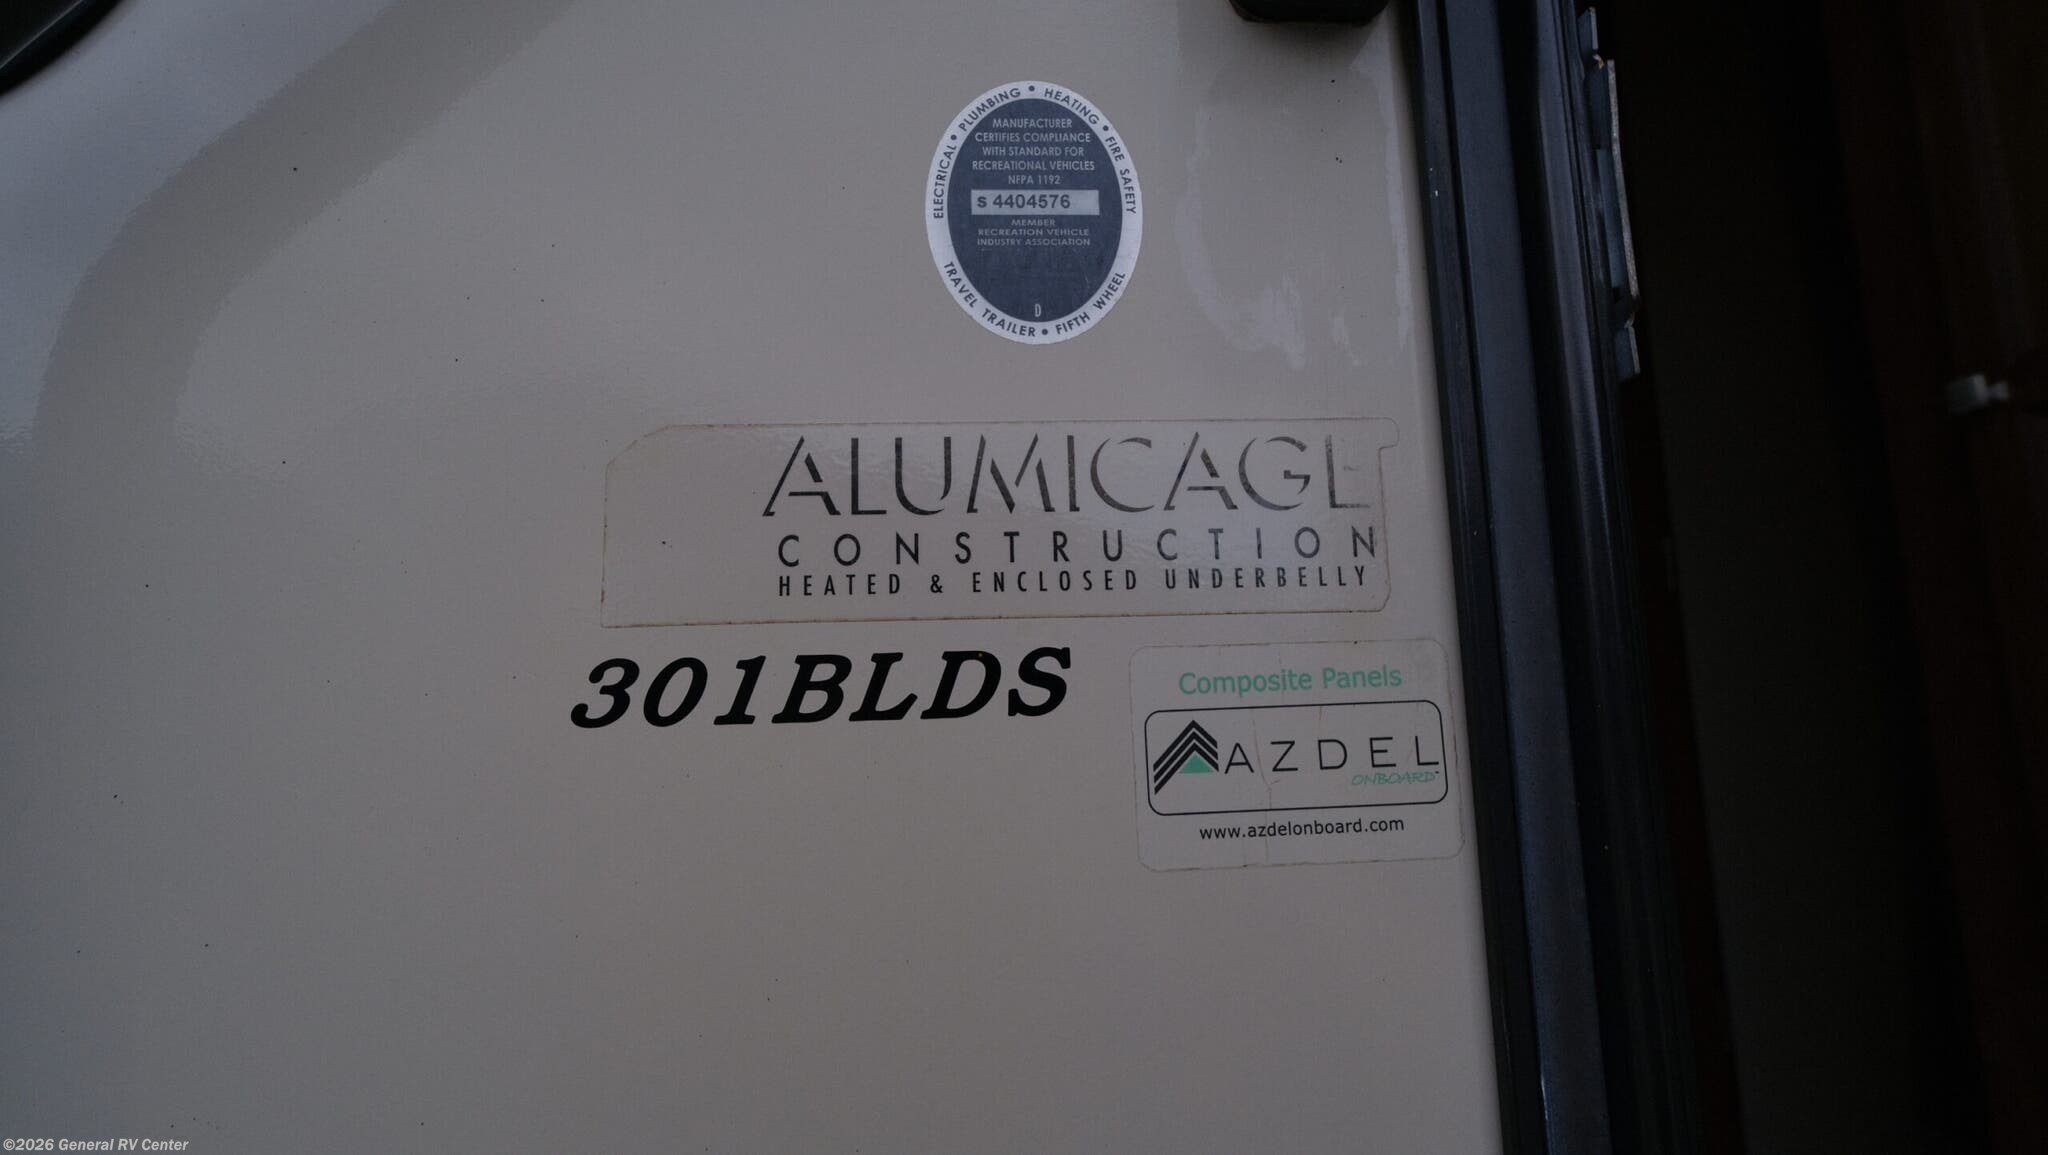 ELECTRICAL • PLUMBING • HEATING • FIRE SAFETY
MANUFACTURER
CERTIFIES COMPLIANCE
WITH STANDARD FOR
RECREATIONAL VEHICLES
NFPA 1192
S 4404576
MEMBER
RECREATION VEHICLE
INDUSTRY ASSOCIATION
D
TRAVEL TRAILER • FIFTH WHEEL
ALUMICAGE
CONSTRUCTION
HEATED & ENCLOSED UNDERBELLY
301BLDS
Composite Panels
AZDEL
ONBOARD™
www.azdelonboard.com
©2026 General RV Center